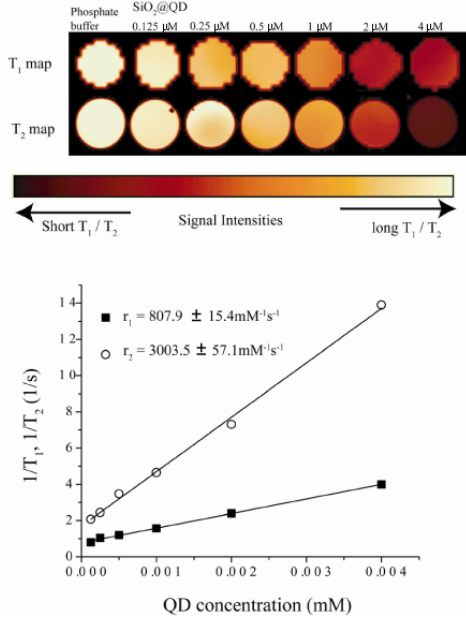 Phosphate buffer
SiO₂@QD
0.125 μM 0.25 μM 0.5 μM 1 μM 2 μM 4 μM
T₁ map
T₂ map
Short T₁ / T₂
Signal Intensities
long T₁ / T₂
r₁ = 807.9 ± 15.4mM⁻¹s⁻¹
r₂ = 3003.5 ± 57.1mM⁻¹s⁻¹
1/T₁, 1/T₂ (1/s)
14
12
10
8
6
4
2
0
0.000 0.001 0.002 0.003 0.004
QD concentration (mM)